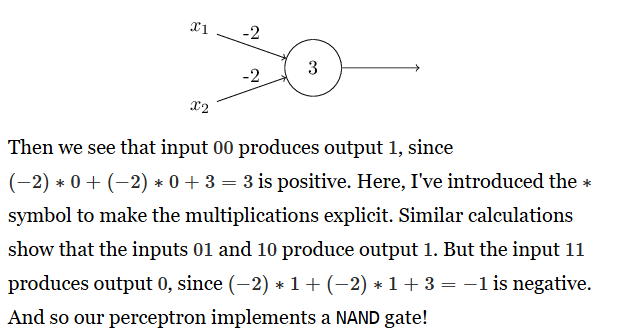 x₁ -2
-2 3
x₂
Then we see that input 00 produces output 1, since
(−2) ∗ 0 + (−2) ∗ 0 + 3 = 3 is positive. Here, I've introduced the ∗
symbol to make the multiplications explicit. Similar calculations
show that the inputs 01 and 10 produce output 1. But the input 11
produces output 0, since (−2) ∗ 1 + (−2) ∗ 1 + 3 = −1 is negative.
And so our perceptron implements a NAND gate!